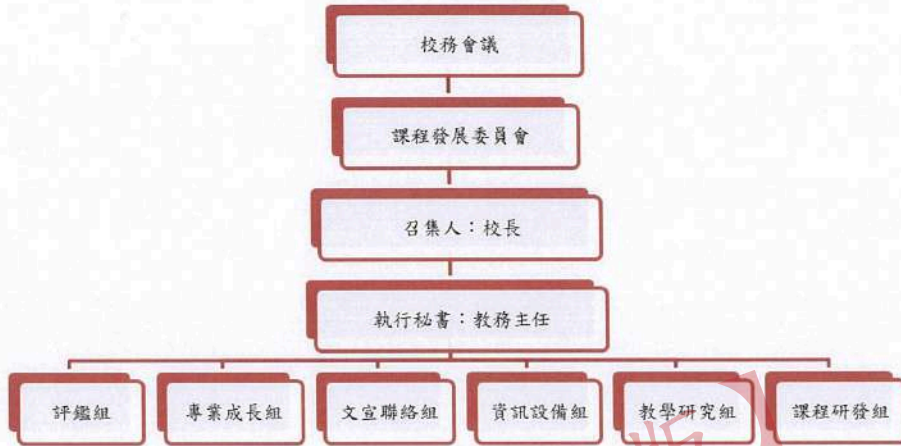 校務會議
課程發展委員會
召集人：校長
執行秘書：教務主任
評鑑組
專業成長組
文宣聯絡組
資訊設備組
教學研究組
課程研發組